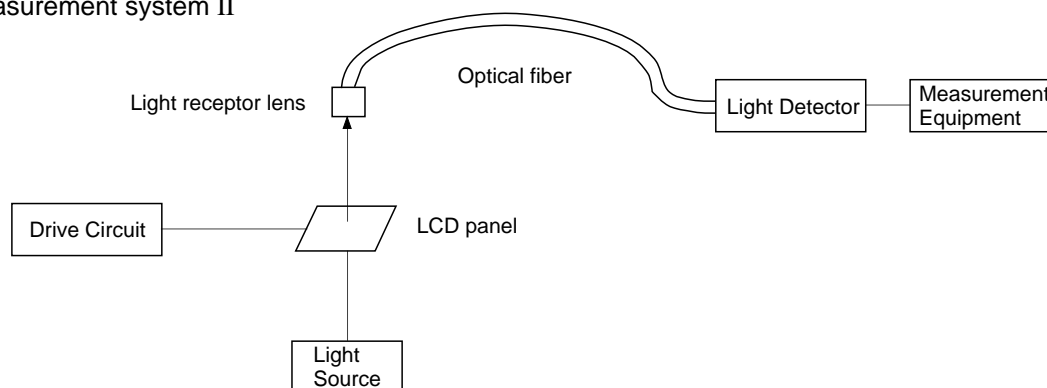 asurement system II
Optical fiber
Light receptor lens
Light Detector
Measurement
Equipment
Drive Circuit
LCD panel
Light
Source